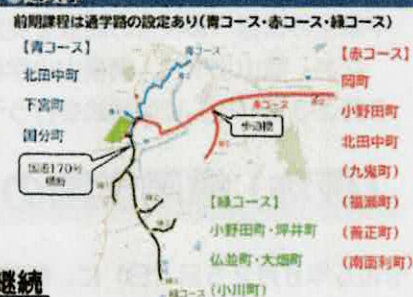 前期課程は通学路の設定あり(青コース・赤コース・緑コース)
【青コース】
北田中町
下宮町
国分町
国道170号
横断
青コース
赤コース
歩道橋
【赤コース】
岡町
小野田町
北田中町
(九鬼町)
(福瀬町)
(善正町)
(南面利町)
【緑コース】
小野田町・坪井町
仏並町・大畑町
(小川町)
緑コース
継続